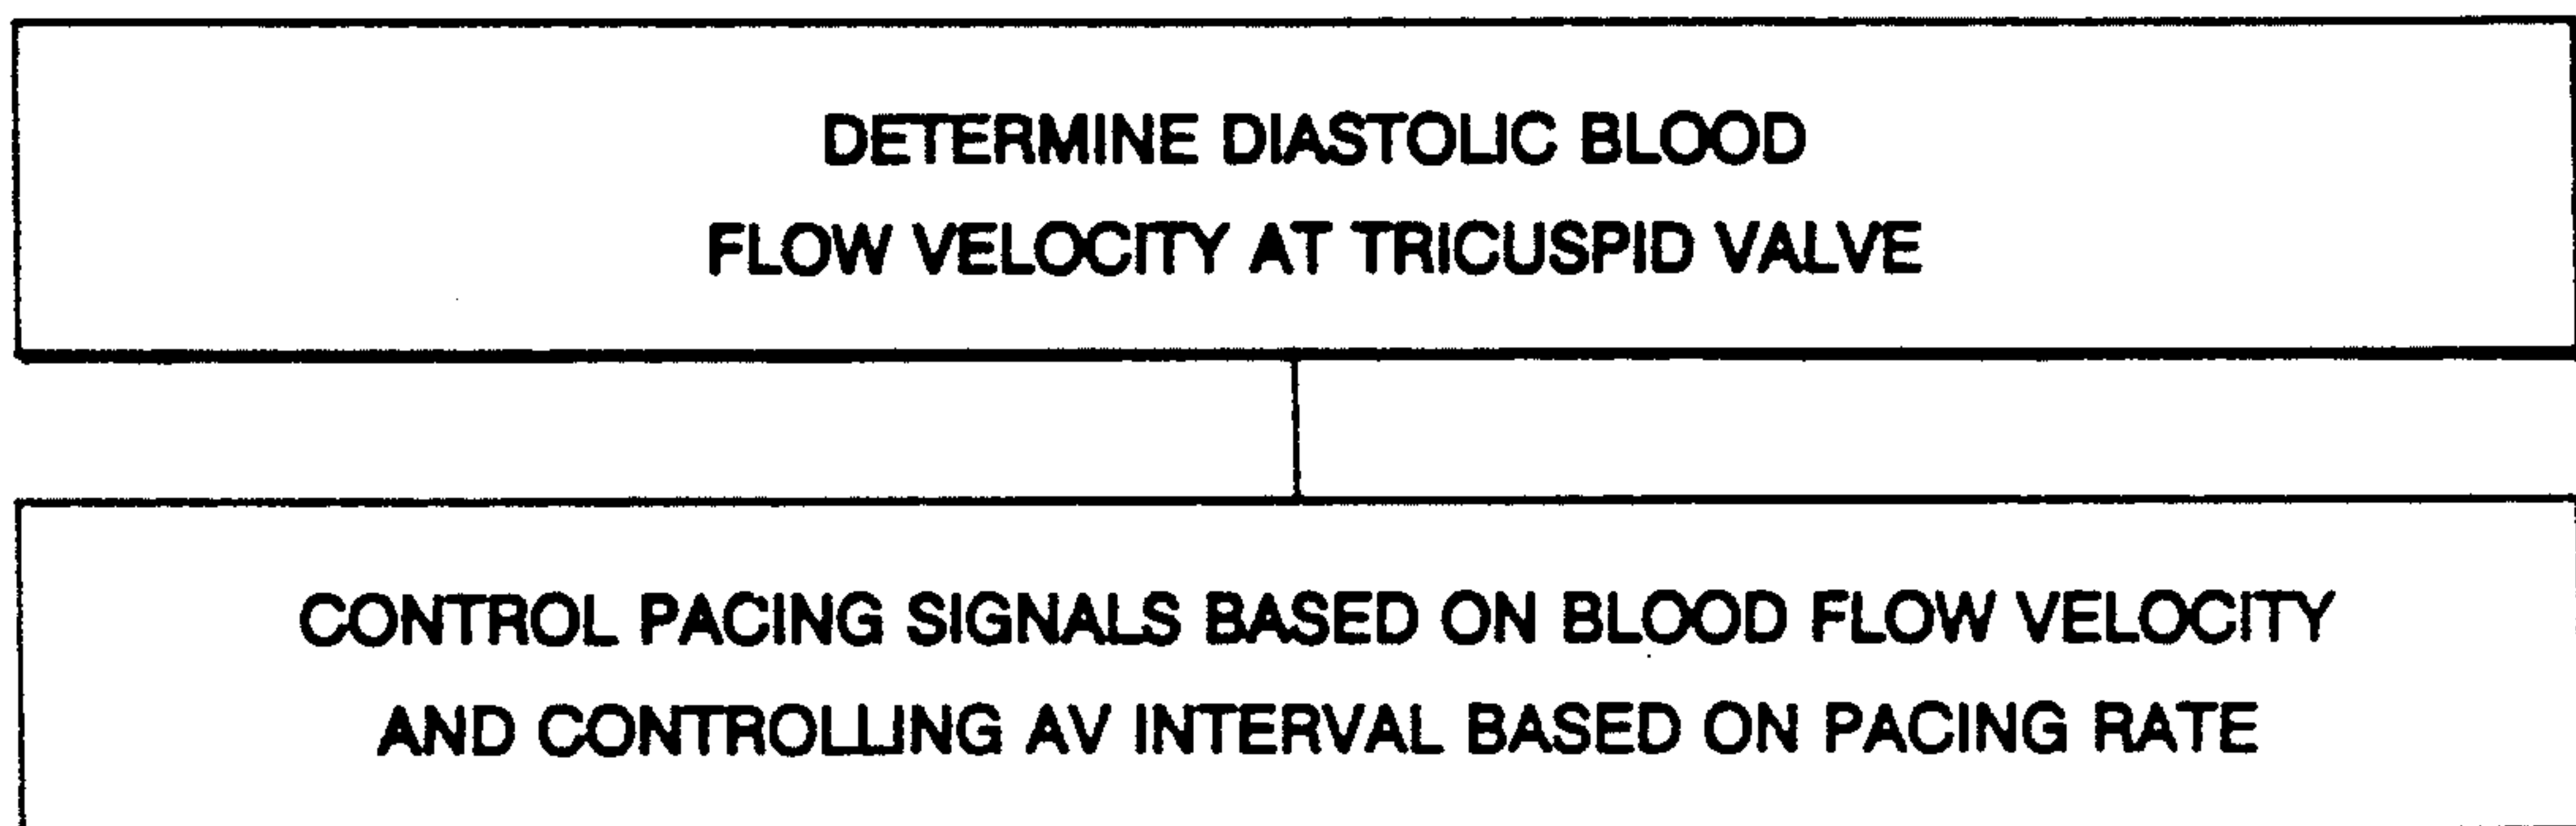 DETERMINE DIASTOLIC BLOOD
FLOW VELOCITY AT TRICUSPID VALVE
CONTROL PACING SIGNALS BASED ON BLOOD FLOW VELOCITY
AND CONTROLLING AV INTERVAL BASED ON PACING RATE